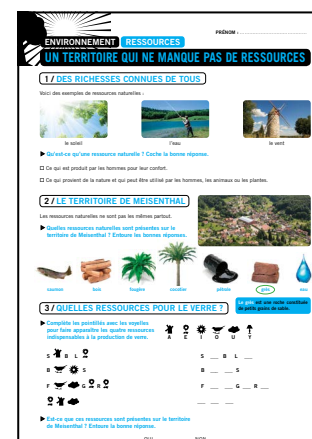 PRÉNOM :
ENVIRONNEMENT RESSOURCES
UN TERRITOIRE QUI NE MANQUE PAS DE RESSOURCES
1 / DES RICHESSES CONNUES DE TOUS
Voici des exemples de ressources naturelles :
le soleil l'eau le vent
▶ Qu'est-ce qu'une ressource naturelle ? Coche la bonne réponse.
☐ Ce qui est produit par les hommes pour leur confort.
☐ Ce qui provient de la nature et qui peut être utilisé par les hommes, les animaux ou les plantes.
2 / LE TERRITOIRE DE MEISENTHAL
Les ressources naturelles ne sont pas les mêmes partout.
▶ Quelles ressources naturelles sont présentes sur le
territoire de Meisenthal ? Entoure les bonnes réponses.
saumon bois fougère cocotier pétrole grès eau
Le grès est une roche constituée
de petits grains de sable.
3 / QUELLES RESSOURCES POUR LE VERRE ?
▶ Complète les pointillés avec les voyelles
pour faire apparaître les quatre ressources
indispensables à la production de verre.
A E I O U Y
S B L S __ B L __
B S B __ __ S
F G R F __ __ G __ R __
__ __ __
▶ Est-ce que ces ressources sont présentes sur le territoire
de Meisenthal ? Entoure la bonne réponse.
OUI NON